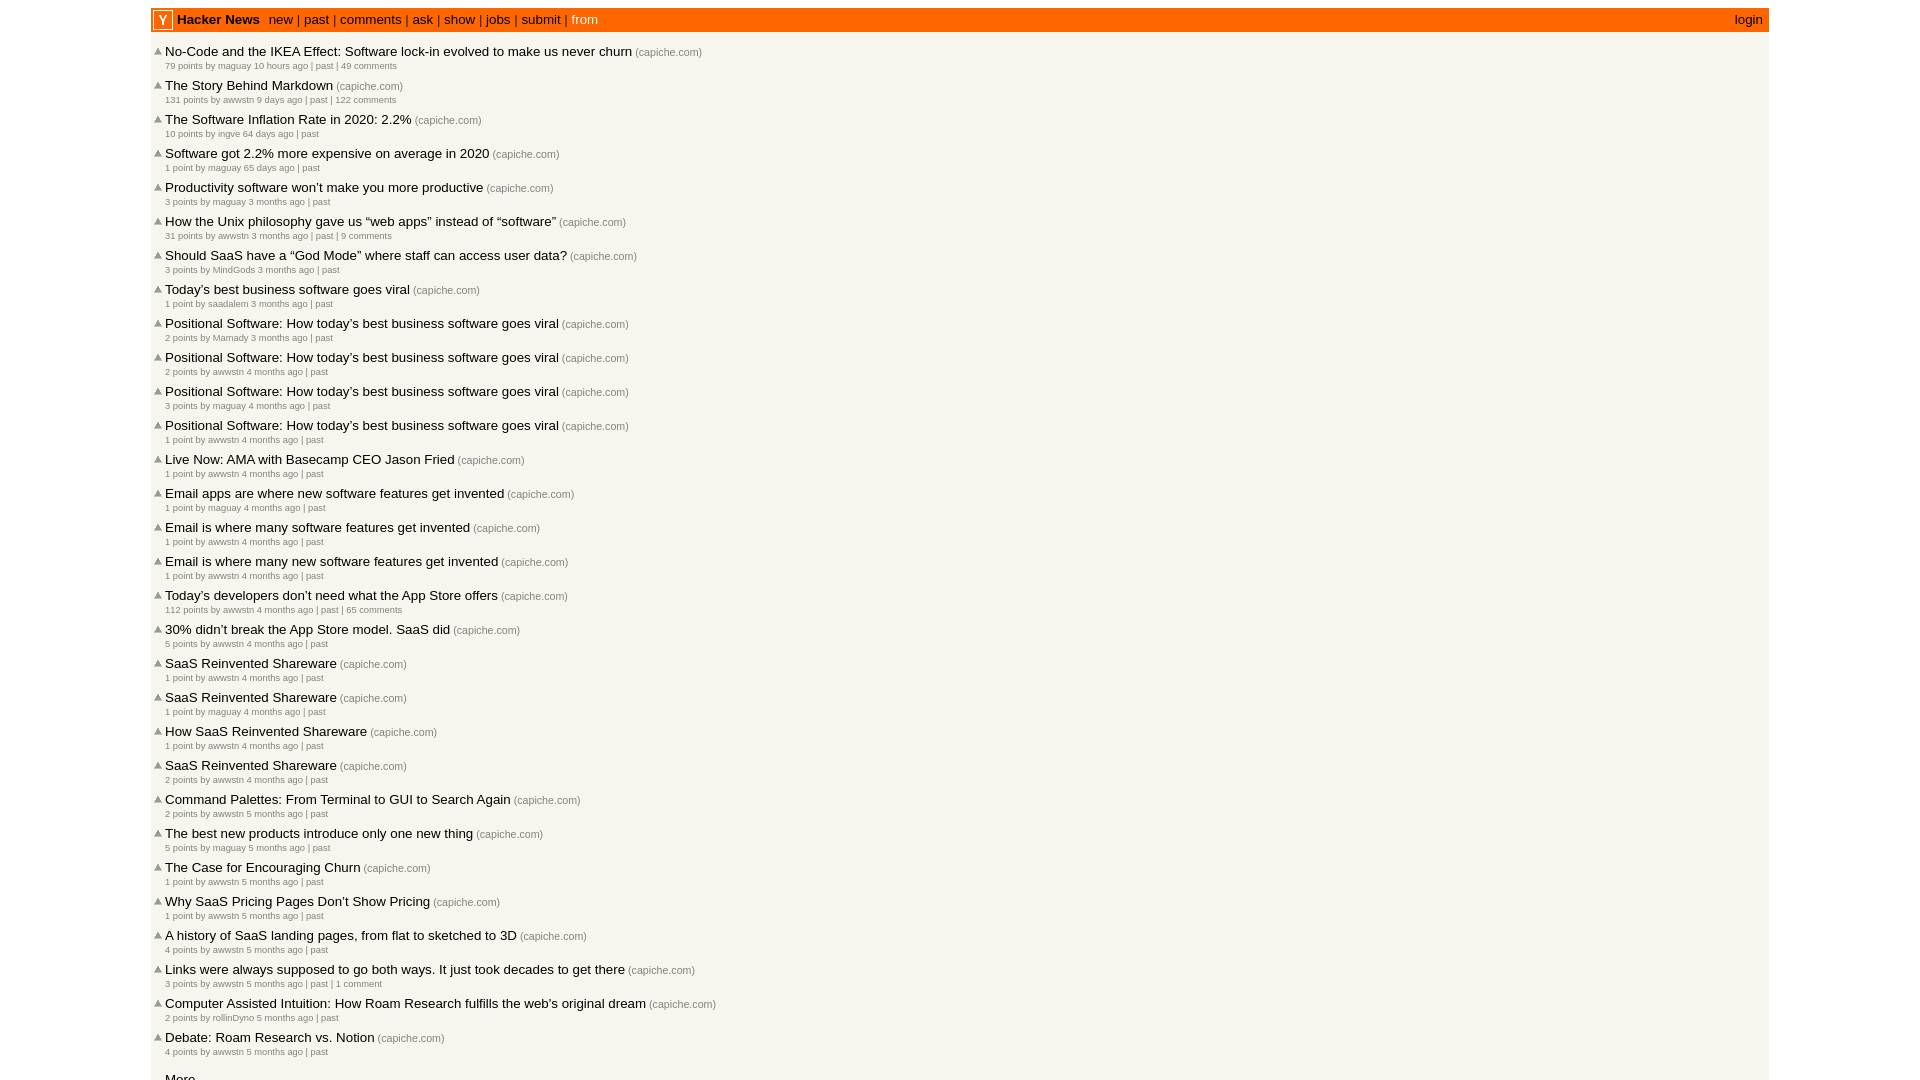 Y Hacker News new | past | comments | ask | show | jobs | submit | from login
No-Code and the IKEA Effect: Software lock-in evolved to make us never churn (capiche.com)
79 points by maguay 10 hours ago | past | 49 comments
The Story Behind Markdown (capiche.com)
131 points by awwstn 9 days ago | past | 122 comments
The Software Inflation Rate in 2020: 2.2% (capiche.com)
10 points by ingve 64 days ago | past
Software got 2.2% more expensive on average in 2020 (capiche.com)
1 point by maguay 65 days ago | past
Productivity software won’t make you more productive (capiche.com)
3 points by maguay 3 months ago | past
How the Unix philosophy gave us “web apps” instead of “software” (capiche.com)
31 points by awwstn 3 months ago | past | 9 comments
Should SaaS have a “God Mode” where staff can access user data? (capiche.com)
3 points by MindGods 3 months ago | past
Today’s best business software goes viral (capiche.com)
1 point by saadalem 3 months ago | past
Positional Software: How today’s best business software goes viral (capiche.com)
2 points by Mamady 3 months ago | past
Positional Software: How today’s best business software goes viral (capiche.com)
2 points by awwstn 4 months ago | past
Positional Software: How today’s best business software goes viral (capiche.com)
3 points by maguay 4 months ago | past
Positional Software: How today’s best business software goes viral (capiche.com)
1 point by awwstn 4 months ago | past
Live Now: AMA with Basecamp CEO Jason Fried (capiche.com)
1 point by awwstn 4 months ago | past
Email apps are where new software features get invented (capiche.com)
1 point by maguay 4 months ago | past
Email is where many software features get invented (capiche.com)
1 point by awwstn 4 months ago | past
Email is where many new software features get invented (capiche.com)
1 point by awwstn 4 months ago | past
Today’s developers don’t need what the App Store offers (capiche.com)
112 points by awwstn 4 months ago | past | 65 comments
30% didn’t break the App Store model. SaaS did (capiche.com)
5 points by awwstn 4 months ago | past
SaaS Reinvented Shareware (capiche.com)
1 point by awwstn 4 months ago | past
SaaS Reinvented Shareware (capiche.com)
1 point by maguay 4 months ago | past
How SaaS Reinvented Shareware (capiche.com)
1 point by awwstn 4 months ago | past
SaaS Reinvented Shareware (capiche.com)
2 points by awwstn 4 months ago | past
Command Palettes: From Terminal to GUI to Search Again (capiche.com)
2 points by awwstn 5 months ago | past
The best new products introduce only one new thing (capiche.com)
5 points by maguay 5 months ago | past
The Case for Encouraging Churn (capiche.com)
1 point by awwstn 5 months ago | past
Why SaaS Pricing Pages Don’t Show Pricing (capiche.com)
1 point by awwstn 5 months ago | past
A history of SaaS landing pages, from flat to sketched to 3D (capiche.com)
4 points by awwstn 5 months ago | past
Links were always supposed to go both ways. It just took decades to get there (capiche.com)
3 points by awwstn 5 months ago | past | 1 comment
Computer Assisted Intuition: How Roam Research fulfills the web's original dream (capiche.com)
2 points by rollinDyno 5 months ago | past
Debate: Roam Research vs. Notion (capiche.com)
4 points by awwstn 5 months ago | past
More